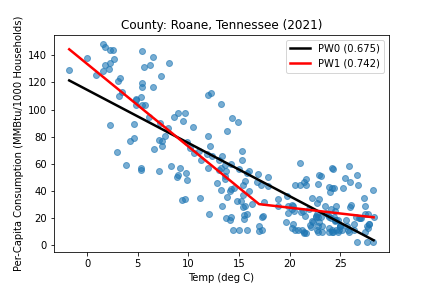 County: Roane, Tennessee (2021)
PW0 (0.675)
PW1 (0.742)
Per-Capita Consumption (MMBtu/1000 Households)
140
120
100
80
60
40
20
0
0 5 10 15 20 25
Temp (deg C)